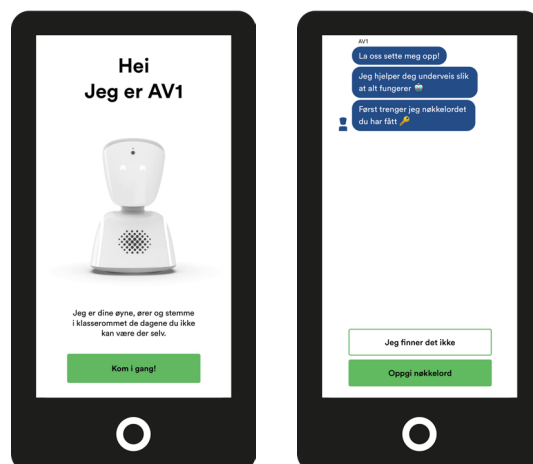 Hei
Jeg er AV1
Jeg er dine øyne, ører og stemme
i klasserommet de dagene du ikke
kan være der selv.
Kom i gang!
AV1
La oss sette meg opp!
Jeg hjelper deg underveis slik
at alt fungerer 🤖
Først trenger jeg nøkkelordet
du har fått 🔑
Jeg finner det ikke
Oppgi nøkkelord